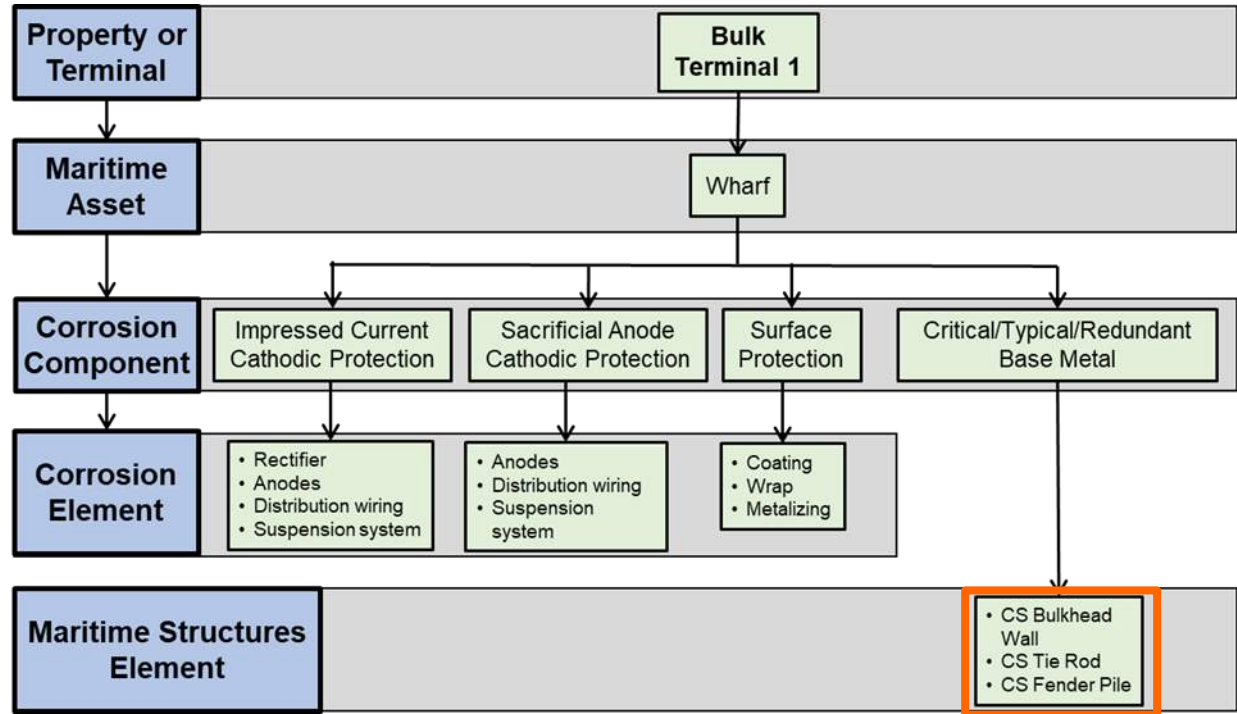 Property or
Terminal
Bulk
Terminal 1
Maritime
Asset
Wharf
Corrosion
Component
Impressed Current
Cathodic Protection
Sacrificial Anode
Cathodic Protection
Surface
Protection
Critical/Typical/Redundant
Base Metal
Corrosion
Element
• Rectifier
• Anodes
• Distribution wiring
• Suspension system
• Anodes
• Distribution wiring
• Suspension
system
• Coating
• Wrap
• Metalizing
Maritime Structures
Element
• CS Bulkhead
Wall
• CS Tie Rod
• CS Fender Pile